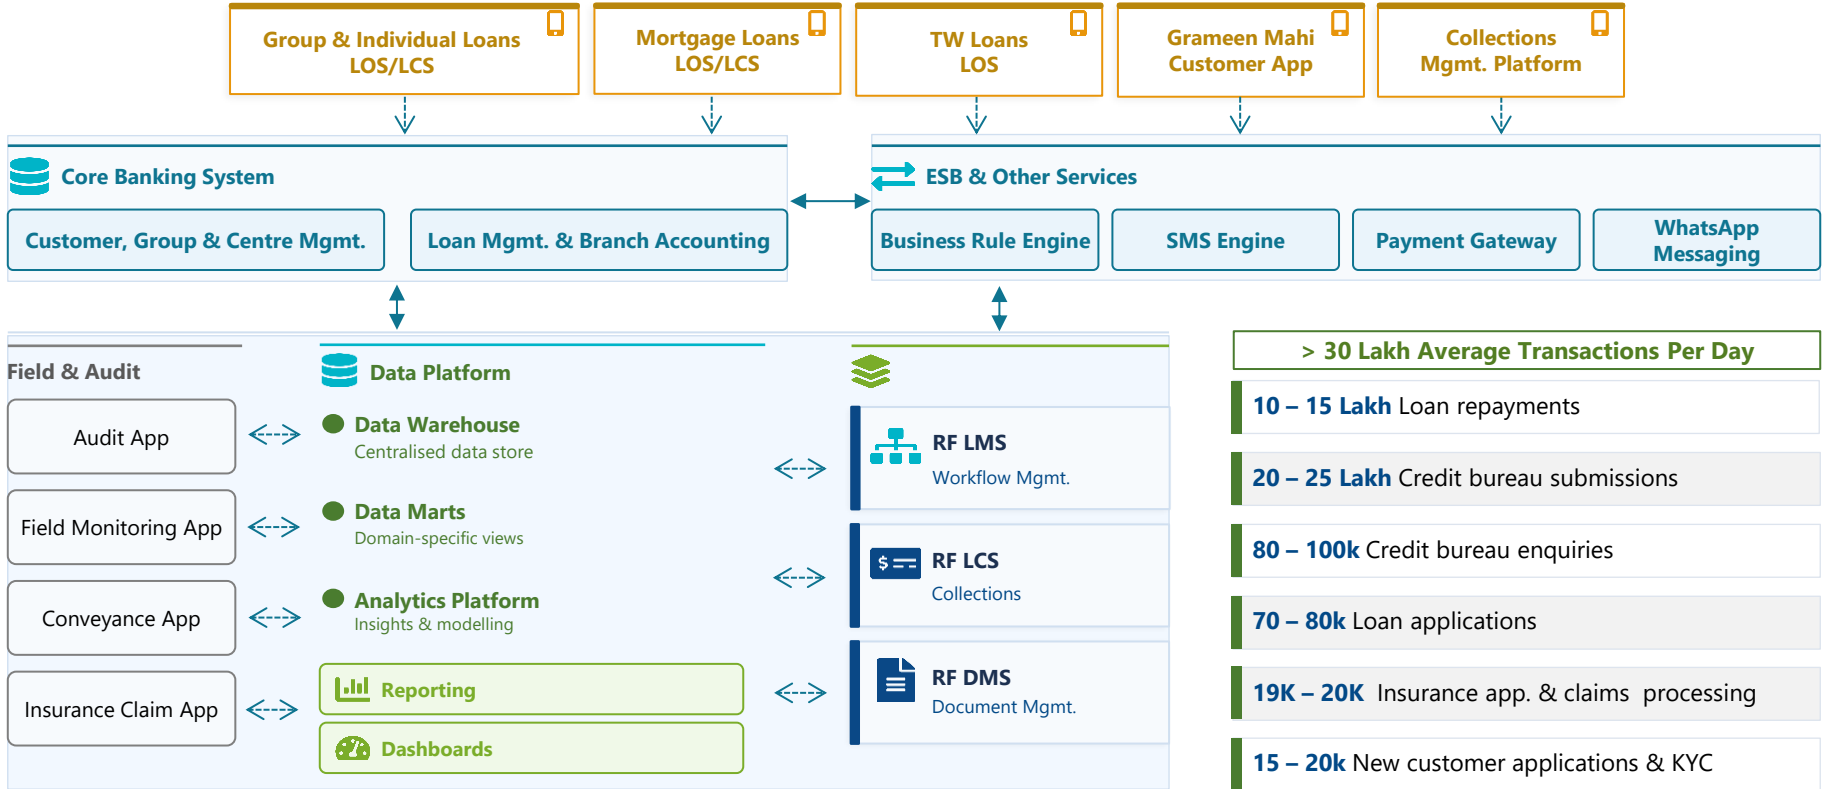 Group & Individual Loans
LOS/LCS
Mortgage Loans
LOS/LCS
TW Loans
LOS
Grameen Mahi
Customer App
Collections
Mgmt. Platform
Core Banking System
Customer, Group & Centre Mgmt.
Loan Mgmt. & Branch Accounting
ESB & Other Services
Business Rule Engine
SMS Engine
Payment Gateway
WhatsApp
Messaging
Field & Audit
Audit App
Field Monitoring App
Conveyance App
Insurance Claim App
Data Platform
Data Warehouse
Centralised data store
Data Marts
Domain-specific views
Analytics Platform
Insights & modelling
Reporting
Dashboards
RF LMS
Workflow Mgmt.
RF LCS
Collections
RF DMS
Document Mgmt.
> 30 Lakh Average Transactions Per Day
10 – 15 Lakh Loan repayments
20 – 25 Lakh Credit bureau submissions
80 – 100k Credit bureau enquiries
70 – 80k Loan applications
19K – 20K  Insurance app. & claims  processing
15 – 20k New customer applications & KYC